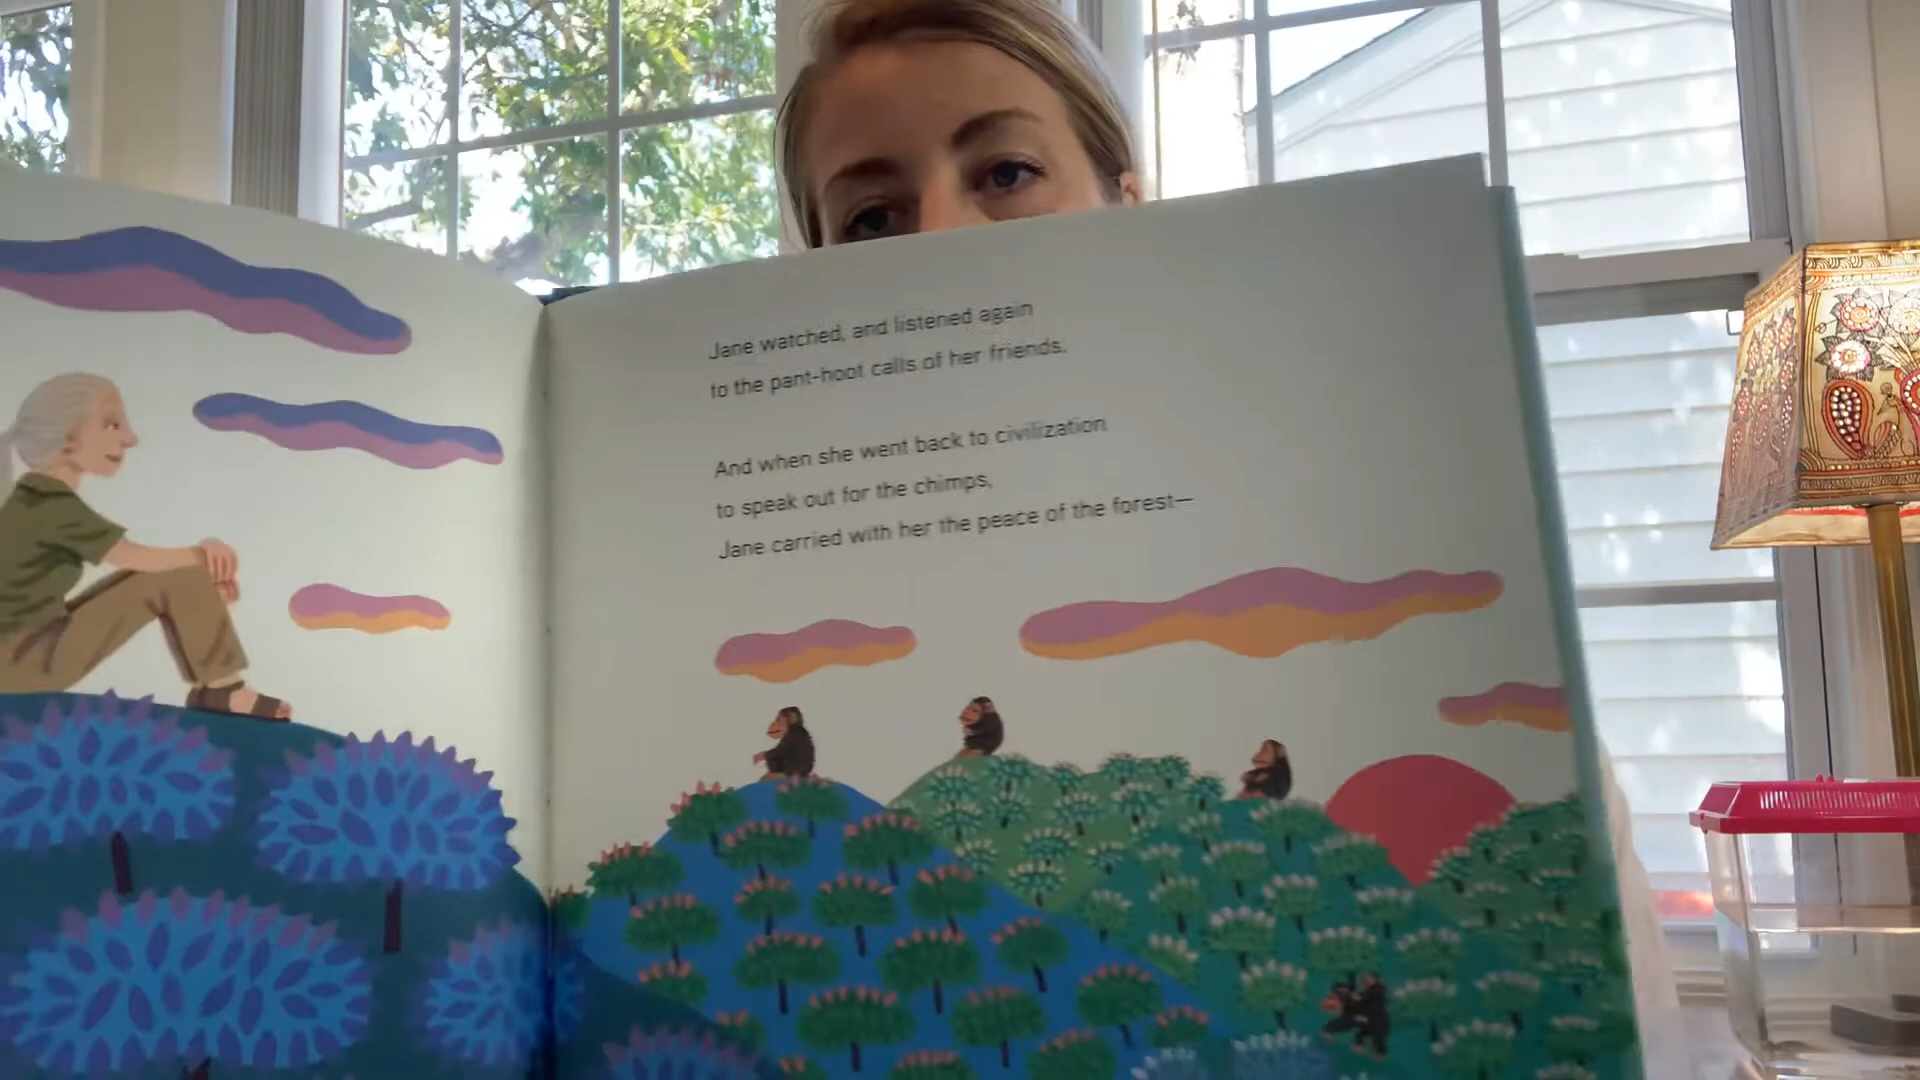 Jane watched, and listened again
to the pant-hoot calls of her friends.
And when she went back to civilization
to speak out for the chimps,
Jane carried with her the peace of the forest—